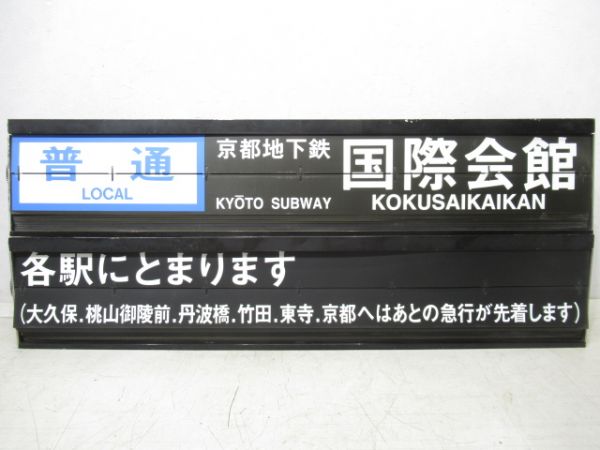 普通
LOCAL
京都地下鉄
KYŌTO SUBWAY
国際会館
KOKUSAIKAIKAN
各駅にとまります
(大久保.桃山御陵前.丹波橋.竹田.東寺.京都へはあとの急行が先着します)